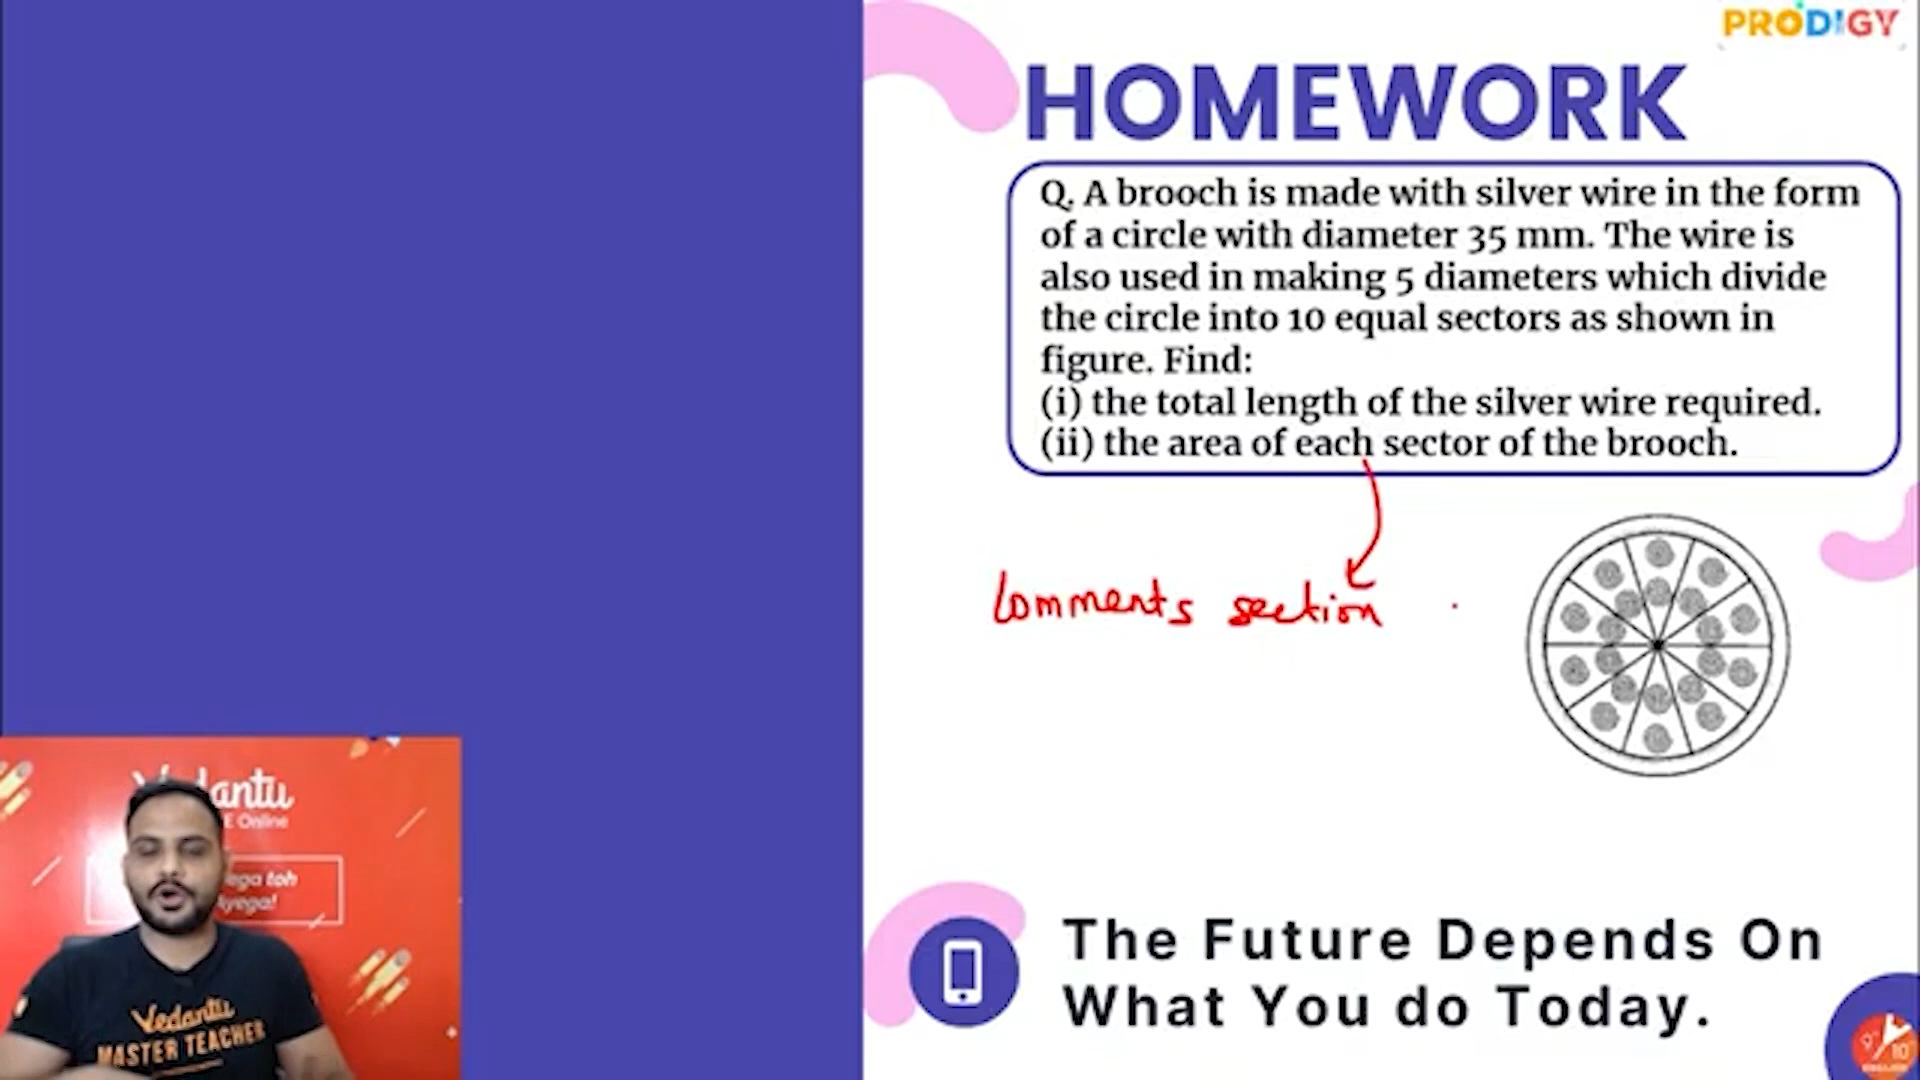 PRODIGY
HOMEWORK
Q. A brooch is made with silver wire in the form
of a circle with diameter 35 mm. The wire is
also used in making 5 diameters which divide
the circle into 10 equal sectors as shown in
figure. Find:
(i) the total length of the silver wire required.
(ii) the area of each sector of the brooch.
Comments section
The Future Depends On
What You do Today.
Online
toh
Vedantu
MASTER TEACHER